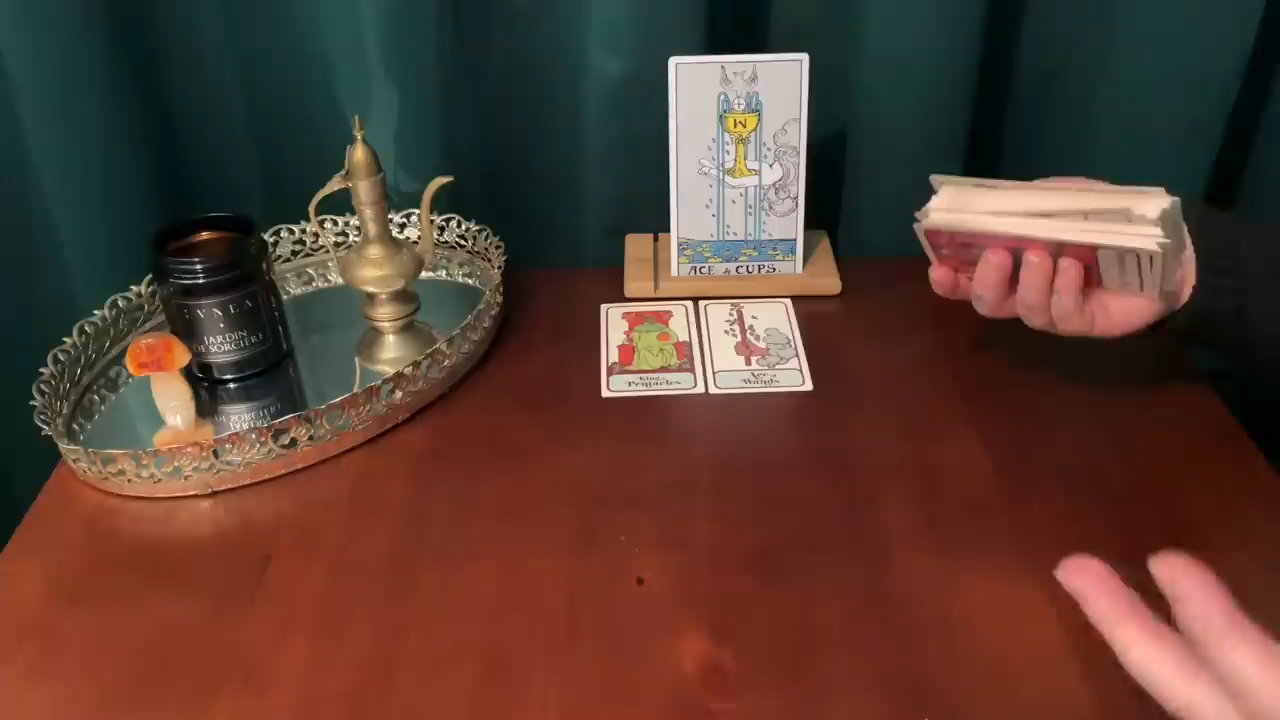 W
ACE of CUPS.
JARDIN
DE SORCIÈRE
King of
Pentacles
Ace of
Wands